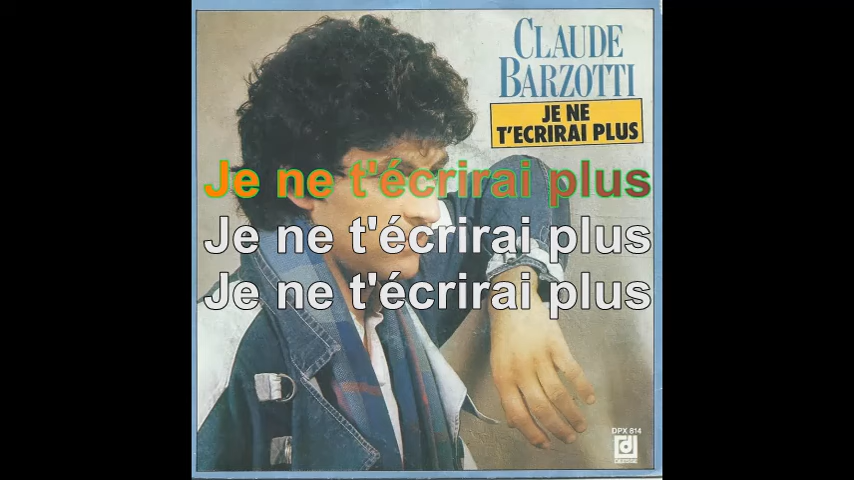 CLAUDE
BARZOTTI
JE NE
T'ECRIRAI PLUS
Je ne t'écrirai plus
Je ne t'écrirai plus
Je ne t'écrirai plus
DPX 814